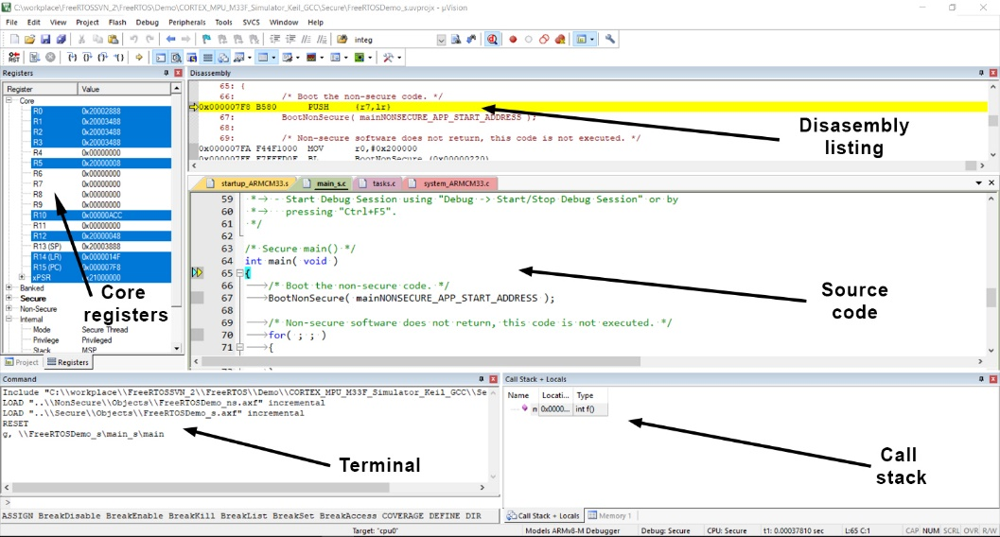 C:\workplace\FreeRTOSSVN_2\FreeRTOS\Demo\CORTEX_MPU_M33F_Simulator_Keil_GCC\Secure\FreeRTOSDemo_s.uvprojx - µVision
File Edit View Project Flash Debug Peripherals Tools SVCS Window Help
integ
RST
Registers
Register Value
Core
R0 0x20002888
R1 0x20003488
R2 0x20003488
R3 0x20003488
R4 0x00000000
R5 0x20000008
R6 0x00000000
R7 0x00000000
R8 0x00000000
R9 0x00000000
R10 0x00000ACC
R11 0x00000000
R12 0x20000048
R13 (SP) 0x20003888
R14 (LR) 0x0000014F
R15 (PC) 0x000007F8
xPSR 0x21000000
Banked
Secure
Non-Secure
Internal
Mode Secure Thread
Privilege Privileged
Stack MSP
Core
registers
Project Registers
Disassembly
65: {
66: /* Boot the non-secure code. */
0x000007F8 B580 PUSH {r7,lr}
67: BootNonSecure( mainNONSECURE_APP_START_ADDRESS );
68:
69: /* Non-secure software does not return, this code is not executed. */
0x000007FA F44F1000 MOV r0,#0x200000
0x000007FE F7FFFD0F BL BootNonSecure (0x00000220)
Disasembly
listing
startup_ARMCM33.s main_s.c tasks.c system_ARMCM33.c
59 * - Start Debug Session using "Debug -> Start/Stop Debug Session" or by
60 * pressing "Ctrl+F5".
61 */
62
63 /* Secure main() */
64 int main( void )
65 {
66 /* Boot the non-secure code. */
67 BootNonSecure( mainNONSECURE_APP_START_ADDRESS );
68
69 /* Non-secure software does not return, this code is not executed. */
70 for( ; ; )
71 {
Source
code
Command
Include "C:\\workplace\\FreeRTOSSVN_2\\FreeRTOS\\Demo\\CORTEX_MPU_M33F_Simulator_Keil_GCC\\Se
LOAD "..\\NonSecure\\Objects\\FreeRTOSDemo_ns.axf" incremental
LOAD "..\\Secure\\Objects\\FreeRTOSDemo_s.axf" incremental
RESET
g, \\FreeRTOSDemo_s\main_s\main
Terminal
>
ASSIGN BreakDisable BreakEnable BreakKill BreakList BreakSet BreakAccess COVERAGE DEFINE DIR
Call Stack + Locals
Name Locati... Type
0x0000... int f()
Call
stack
Call Stack + Locals Memory 1
Target: "cpu0" Models ARMv8-M Debugger Debug: Secure CPU: Secure t1: 0.00037810 sec L:65 C:1 CAP NUM SCRL OVR R/W